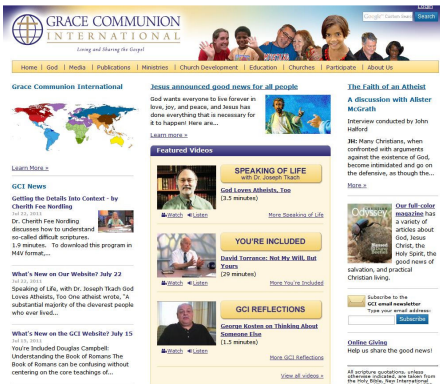 Login
GRACE COMMUNION
INTERNATIONAL
Living and Sharing the Gospel
Google™ Custom Search
Search
Home | God | Media | Publications | Ministries | Church Development | Education | Churches | Participate | About Us
Grace Communion International
Learn More »
GCI News
Getting the Details Into Context - by
Cherith Fee Nordling
Jul 22, 2011
Dr. Cherith Fee Nordling
discusses how to understand
so-called difficult scriptures.
1.9 minutes. To download this program in
M4V format,...
What's New on Our Website? July 22
Speaking of Life, with Dr. Joseph Tkach God
Loves Atheists, Too One atheist wrote, "A
substantial majority of the deverest people
who ever lived...
What's New on the GCI Website? July 15
You're Included Douglas Campbell:
Understanding the Book of Romans The
Book of Romans can be confusing without
centering on the core teachings of...
Jesus announced good news for all people
God wants everyone to live forever in
love, joy, and peace, and Jesus has
done everything that is necessary for
it to happen! Here are...
Learn more »
Featured Videos
SPEAKING OF LIFE
with Dr. Joseph Tkach
God Loves Atheists, Too
(3.5 minutes)
Watch Listen
More Speaking of Life
YOU'RE INCLUDED
David Torrance: Not My Will, But
Yours
(29 minutes)
Watch Listen
More You're Included
GCI REFLECTIONS
George Kosten on Thinking About
Someone Else
(1.5 minutes)
Watch Listen
More GCI Reflections
View all videos »
The Faith of an Atheist
A discussion with Alister
McGrath
Interview conducted by John
Halford
JH: Many Christians, when
confronted with arguments
against the existence of God,
become intimidated and go on
the defensive, as though the...
More »
Odyssey
Our full-color
magazine has
a variety of
articles about
God, Jesus
Christ, the
Holy Spirit, the
good news of
salvation, and practical
Christian living.
Subscribe to the
GCI email newsletter
Type your email address:
Subscribe
Online Giving
Help us share the good news!
All scripture quotations, unless
otherwise indicated, are taken from
the Holy Bible, New International